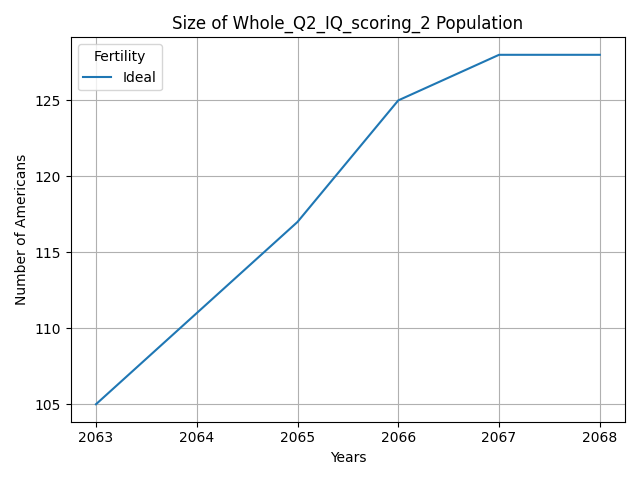 Size of Whole_Q2_IQ_scoring_2 Population
Fertility
Ideal
Number of Americans
125
120
115
110
105
2063 2064 2065 2066 2067 2068
Years